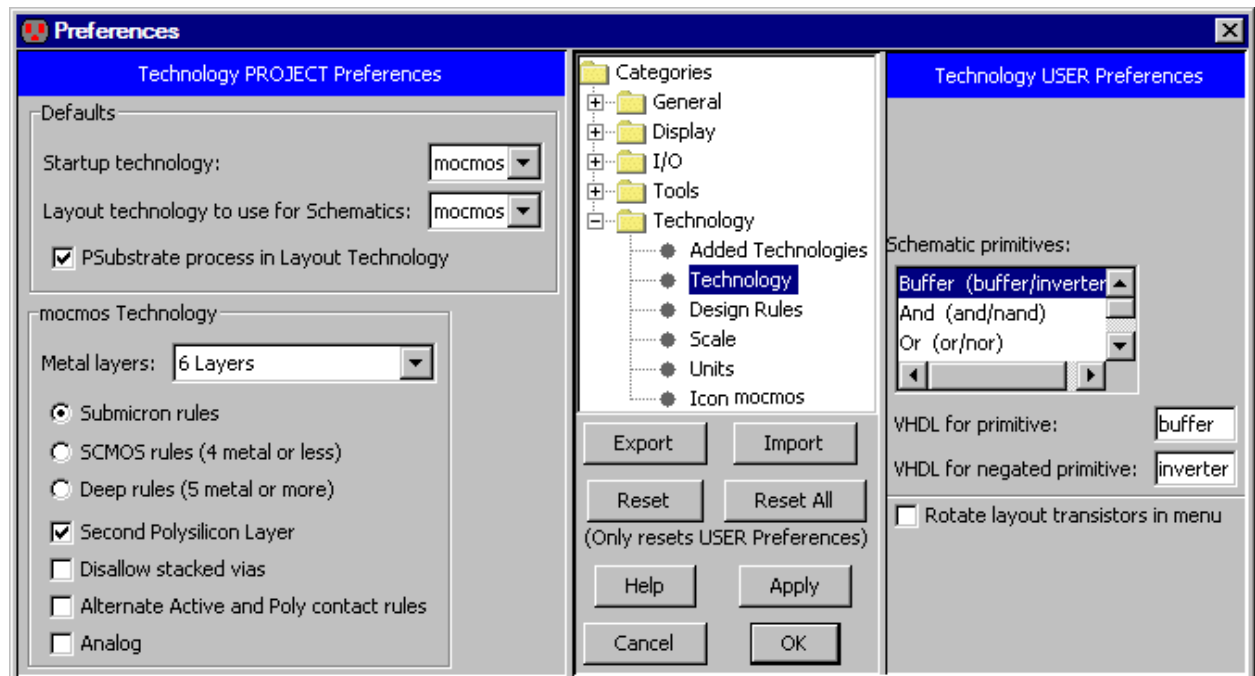 Preferences
Technology PROJECT Preferences
Defaults
Startup technology: mocmos
Layout technology to use for Schematics: mocmos
PSubstrate process in Layout Technology
mocmos Technology
Metal layers: 6 Layers
Submicron rules
SCMOS rules (4 metal or less)
Deep rules (5 metal or more)
Second Polysilicon Layer
Disallow stacked vias
Alternate Active and Poly contact rules
Analog
Categories
General
Display
I/O
Tools
Technology
Added Technologies
Technology
Design Rules
Scale
Units
Icon mocmos
Export Import
Reset Reset All
(Only resets USER Preferences)
Help Apply
Cancel OK
Technology USER Preferences
Schematic primitives:
Buffer (buffer/inverter
And (and/nand)
Or (or/nor)
VHDL for primitive: buffer
VHDL for negated primitive: inverter
Rotate layout transistors in menu